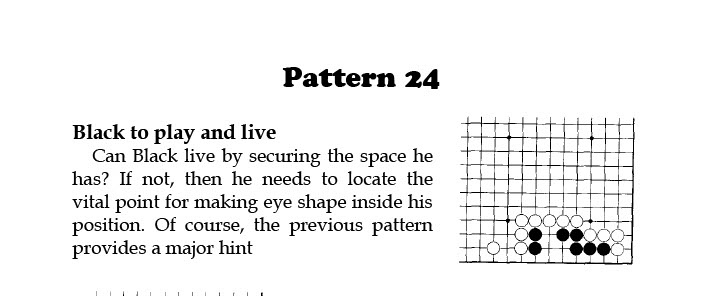 Pattern 24
Black to play and live
Can Black live by securing the space he
has? If not, then he needs to locate the
vital point for making eye shape inside his
position. Of course, the previous pattern
provides a major hint